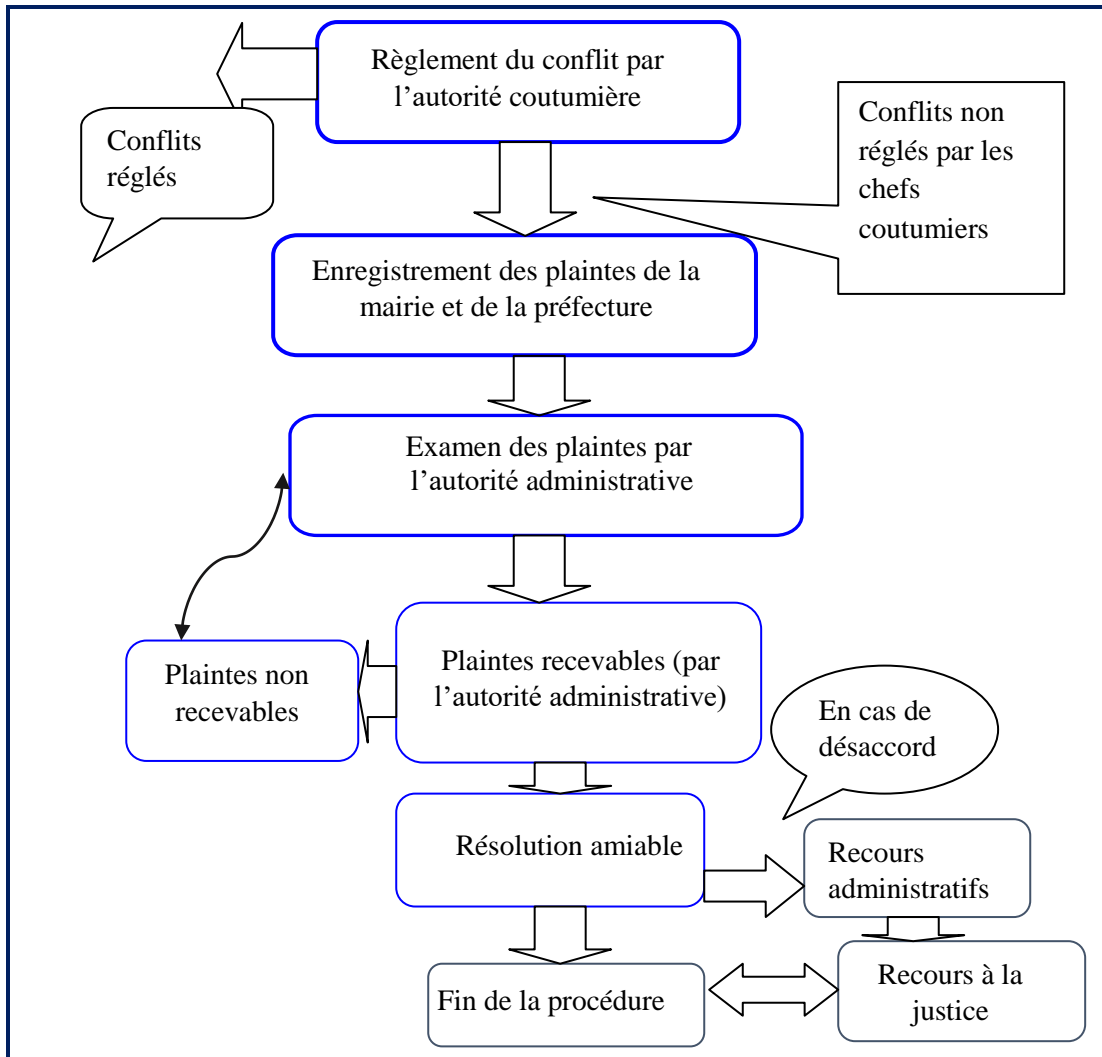 Règlement du conflit par
l’autorité coutumière
Conflits
réglés
Conflits non
réglés par les
chefs
coutumiers
Enregistrement des plaintes de la
mairie et de la préfecture
Examen des plaintes par
l’autorité administrative
Plaintes recevables (par
l’autorité administrative)
Plaintes non
recevables
En cas de
désaccord
Résolution amiable
Recours
administratifs
Fin de la procédure
Recours à la
justice